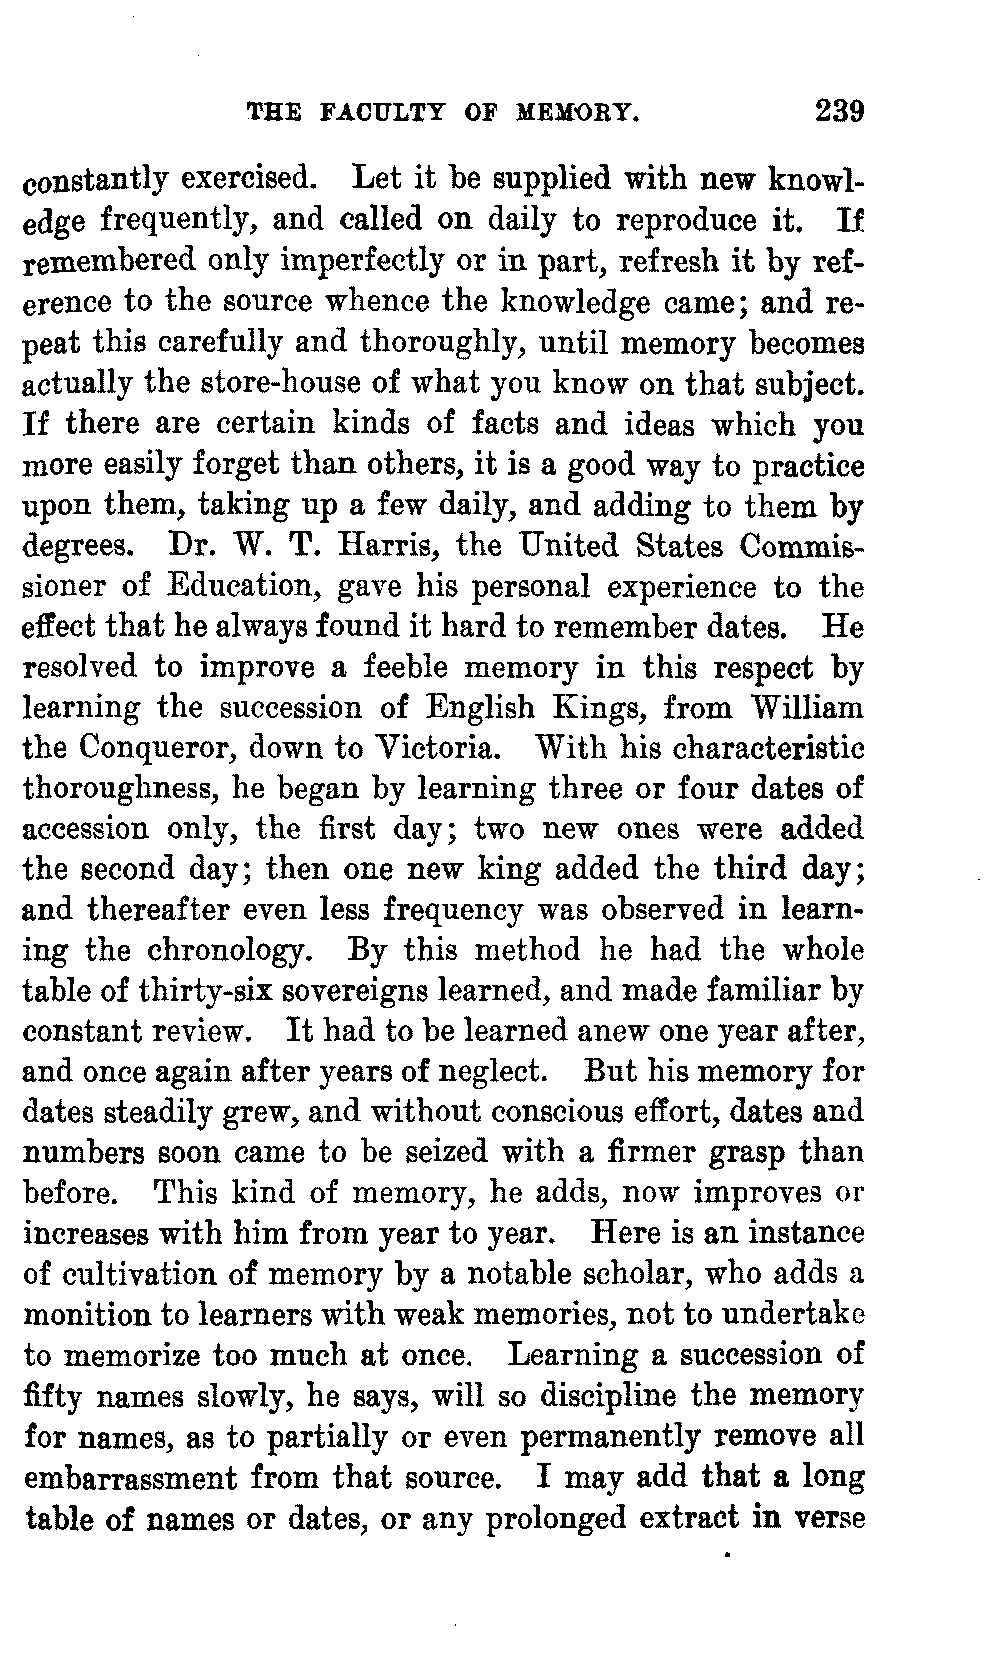 THE FACULTY OF MEMORY. 239
constantly exercised. Let it be supplied with new knowl-
edge frequently, and called on daily to reproduce it. If
remembered only imperfectly or in part, refresh it by ref-
erence to the source whence the knowledge came; and re-
peat this carefully and thoroughly, until memory becomes
actually the store-house of what you know on that subject.
If there are certain kinds of facts and ideas which you
more easily forget than others, it is a good way to practice
upon them, taking up a few daily, and adding to them by
degrees. Dr. W. T. Harris, the United States Commis-
sioner of Education, gave his personal experience to the
effect that he always found it hard to remember dates. He
resolved to improve a feeble memory in this respect by
learning the succession of English Kings, from William
the Conqueror, down to Victoria. With his characteristic
thoroughness, he began by learning three or four dates of
accession only, the first day; two new ones were added
the second day; then one new king added the third day;
and thereafter even less frequency was observed in learn-
ing the chronology. By this method he had the whole
table of thirty-six sovereigns learned, and made familiar by
constant review. It had to be learned anew one year after,
and once again after years of neglect. But his memory for
dates steadily grew, and without conscious effort, dates and
numbers soon came to be seized with a firmer grasp than
before. This kind of memory, he adds, now improves or
increases with him from year to year. Here is an instance
of cultivation of memory by a notable scholar, who adds a
monition to learners with weak memories, not to undertake
to memorize too much at once. Learning a succession of
fifty names slowly, he says, will so discipline the memory
for names, as to partially or even permanently remove all
embarrassment from that source. I may add that a long
table of names or dates, or any prolonged extract in verse